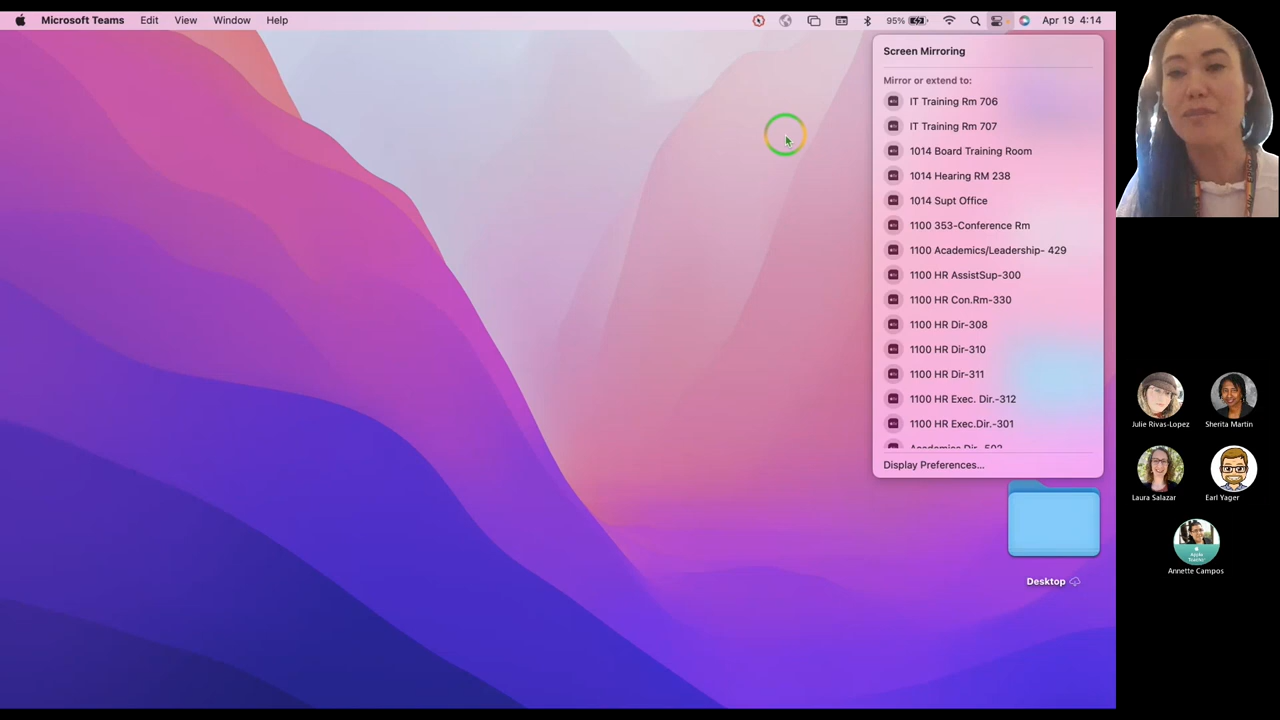 Microsoft Teams Edit View Window Help
95% Apr 19 4:14
Screen Mirroring
Mirror or extend to:
IT Training Rm 706
IT Training Rm 707
1014 Board Training Room
1014 Hearing RM 238
1014 Supt Office
1100 353-Conference Rm
1100 Academics/Leadership- 429
1100 HR AssistSup-300
1100 HR Con.Rm-330
1100 HR Dir-308
1100 HR Dir-310
1100 HR Dir-311
1100 HR Exec. Dir.-312
1100 HR Exec.Dir.-301
Display Preferences...
Desktop
Julie Rivas-Lopez
Sherita Martin
Laura Salazar
Earl Yager
Annette Campos